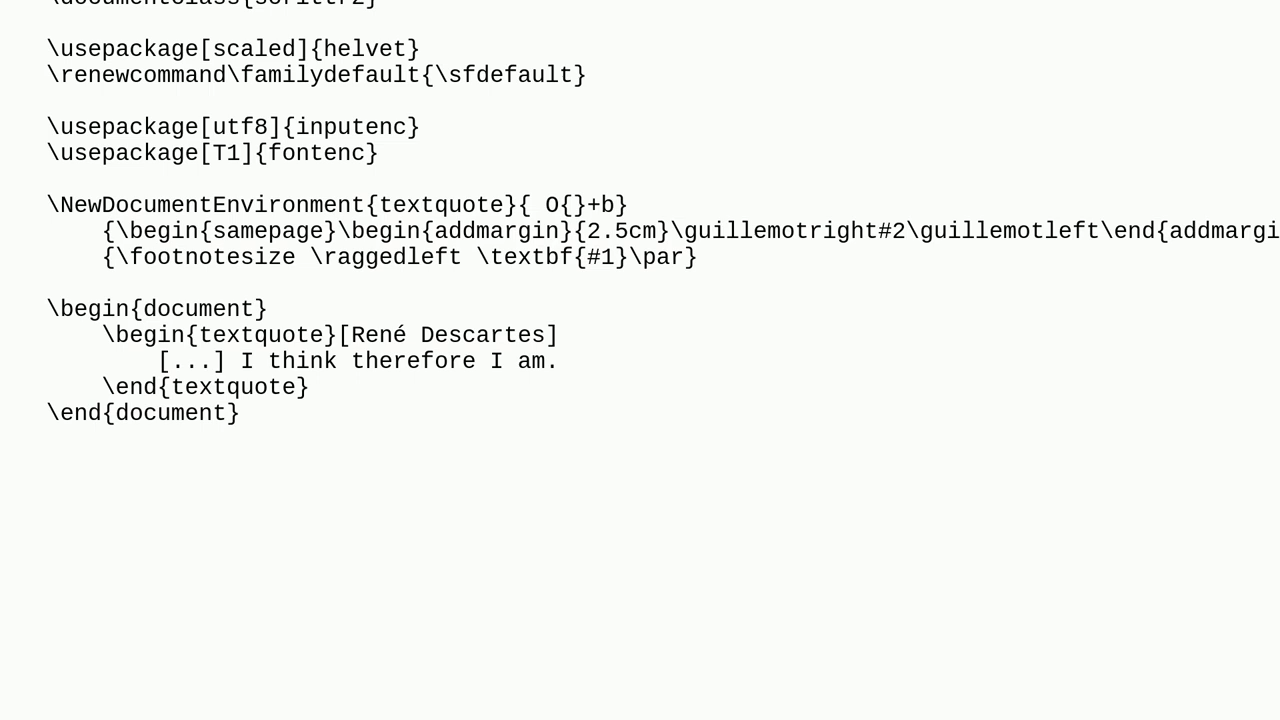 \usepackage[scaled]{helvet}
\renewcommand\familydefault{\sfdefault}
\usepackage[utf8]{inputenc}
\usepackage[T1]{fontenc}
\NewDocumentEnvironment{textquote}{ O{}+b}
{\begin{samepage}\begin{addmargin}{2.5cm}\guillemotright#2\guillemotleft\end{addmargi
{\footnotesize \raggedleft \textbf{#1}\par}
\begin{document}
\begin{textquote}[René Descartes]
[...] I think therefore I am.
\end{textquote}
\end{document}